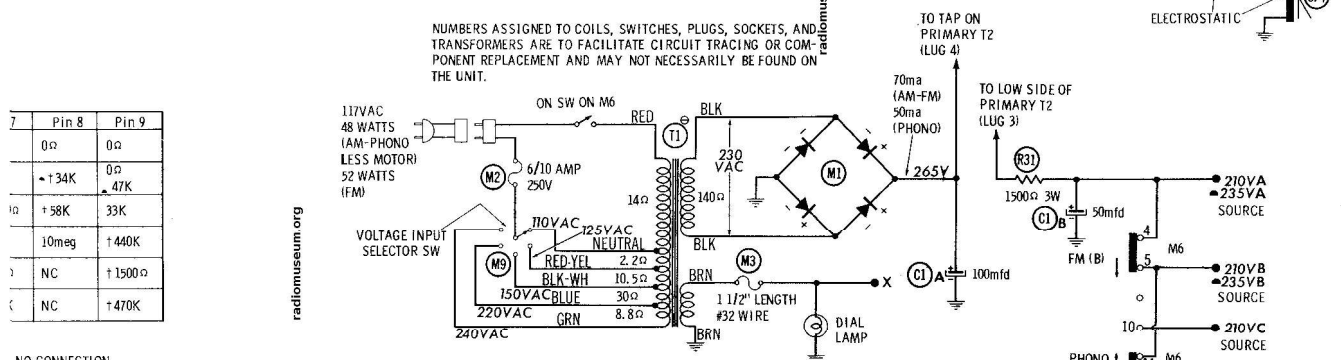 7 Pin 8 Pin 9
0Ω 0Ω
†34K 0Ω
47K
†58K 33K
10meg †440K
NC †1500Ω
NC †470K
NO CONNECTION
radiomuseum.org
NUMBERS ASSIGNED TO COILS, SWITCHES, PLUGS, SOCKETS, AND
TRANSFORMERS ARE TO FACILITATE CIRCUIT TRACING OR COM-
PONENT REPLACEMENT AND MAY NOT NECESSARILY BE FOUND ON
THE UNIT.
radiomus
117VAC
48 WATTS
(AM-PHONO
LESS MOTOR)
52 WATTS
(FM)
ON SW ON M6
RED
M2
6/10 AMP
250V
VOLTAGE INPUT
SELECTOR SW
M9
110VAC
125VAC
NEUTRAL
RED-YEL
BLK-WH
150VAC
BLUE
220VAC
GRN
240VAC
14Ω
2.2Ω
10.5Ω
30Ω
8.8Ω
T1
BLK
230
VAC
140Ω
BLK
BRN
BRN
M3
1 1/2" LENGTH
#32 WIRE
X
DIAL
LAMP
M1
70ma
(AM-FM)
50ma
(PHONO)
265V
TO TAP ON
PRIMARY T2
(LUG 4)
C1 A
100mfd
TO LOW SIDE OF
PRIMARY T2
(LUG 3)
R31
1500Ω 3W
C1 B
50mfd
FM (B)
4
M6
5
10
PHONO
M6
210VA
235VA
SOURCE
210VB
235VB
SOURCE
210VC
SOURCE
ELECTROSTATIC